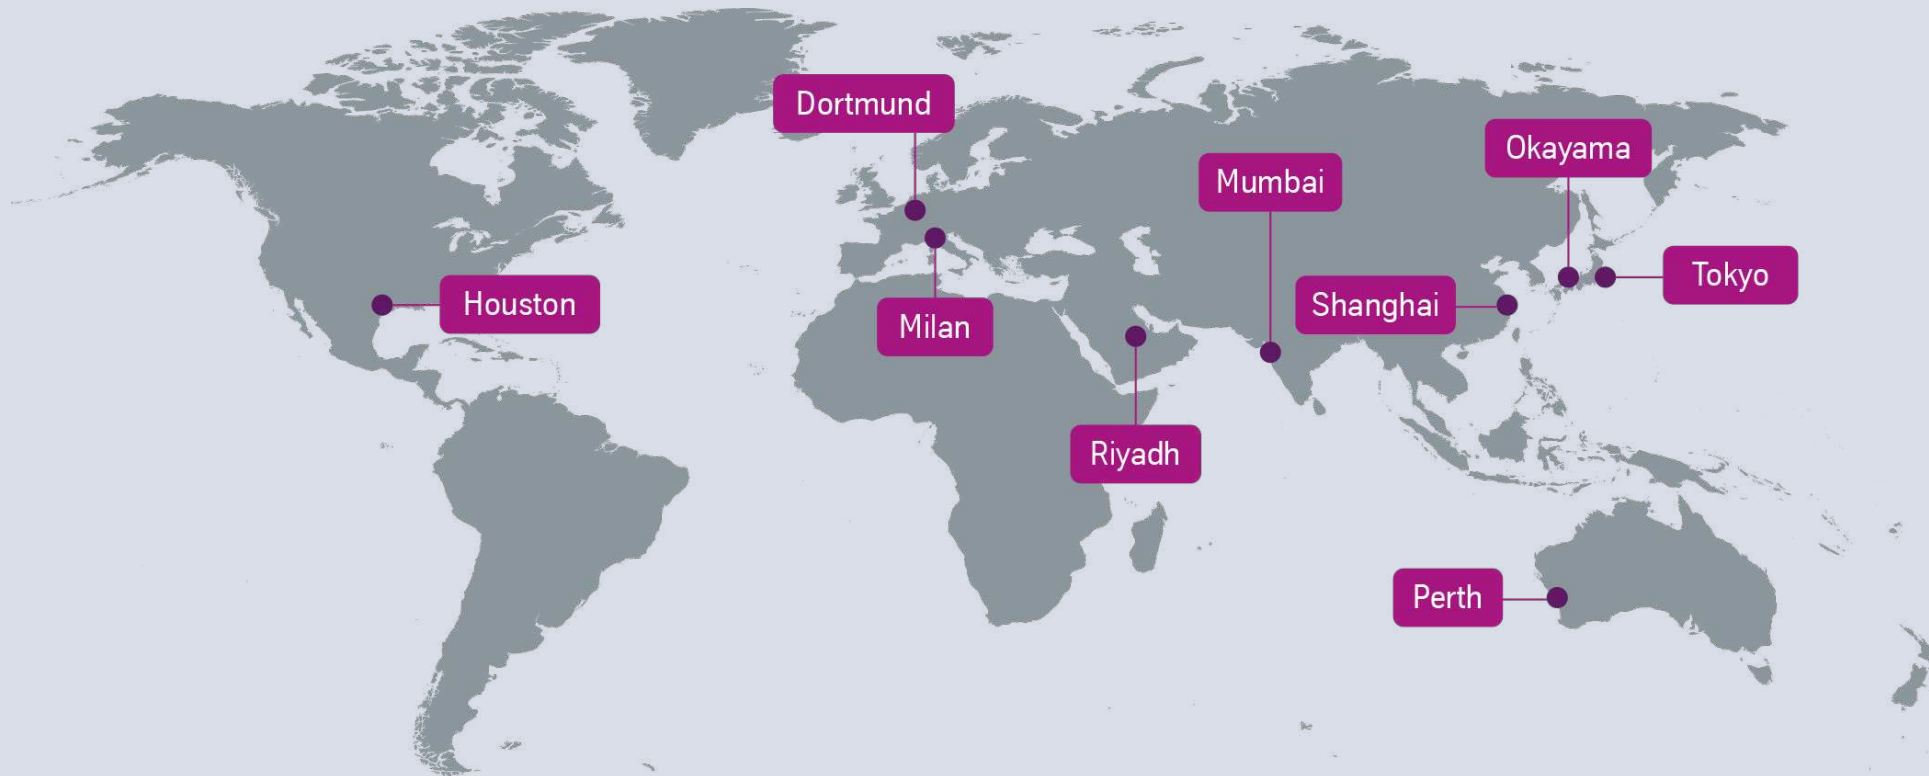 Dortmund
Okayama
Mumbai
Tokyo
Houston
Shanghai
Milan
Riyadh
Perth